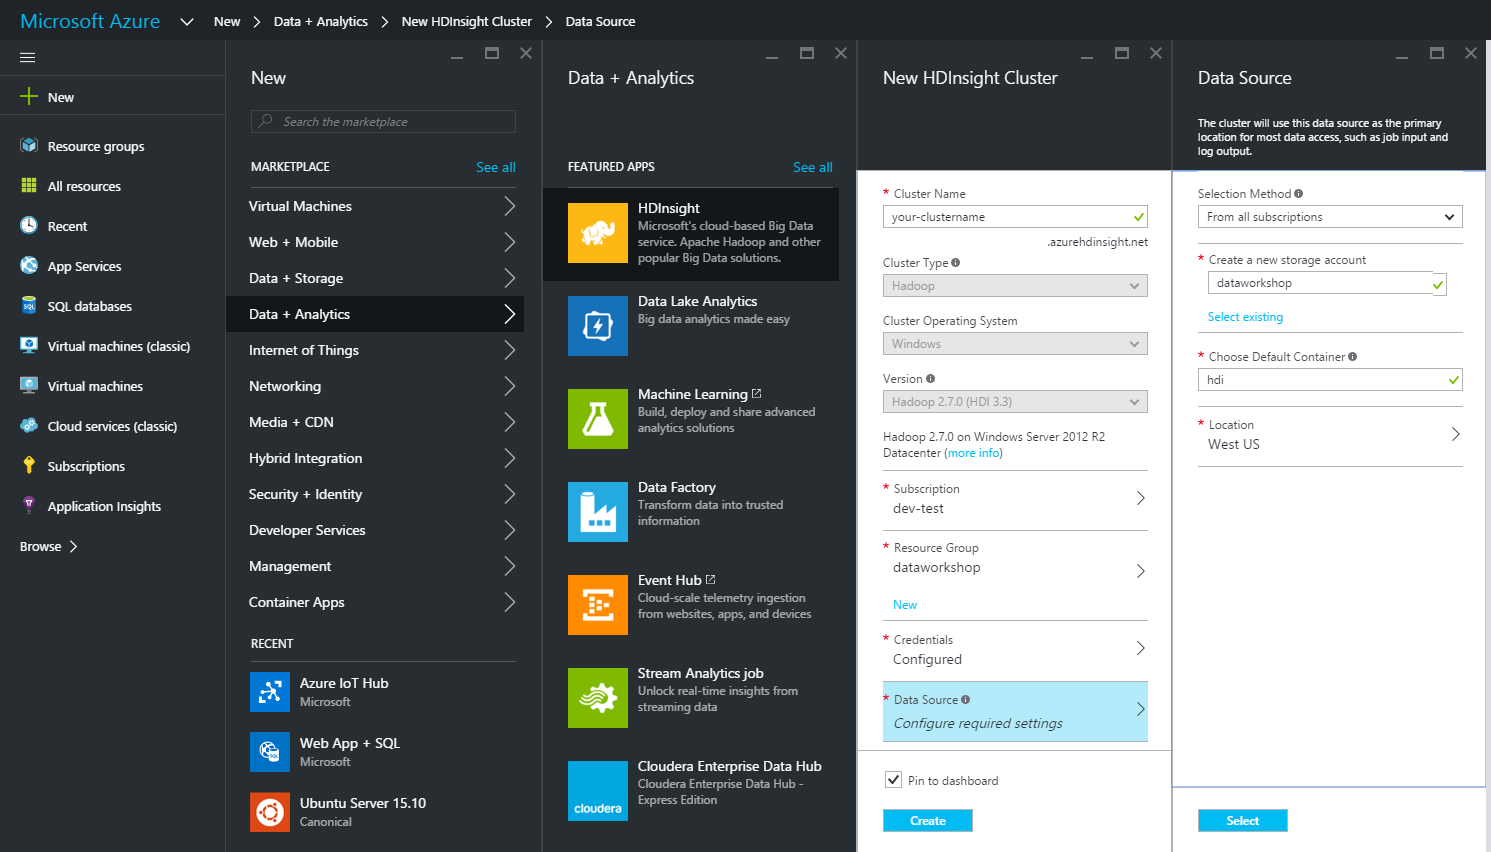 Microsoft Azure
New
Data + Analytics
New HDInsight Cluster
Data Source
New
Resource groups
All resources
Recent
App Services
SQL databases
Virtual machines (classic)
Virtual machines
Cloud services (classic)
Subscriptions
Application Insights
Browse
New
Search the marketplace
MARKETPLACE
See all
Virtual Machines
Web + Mobile
Data + Storage
Data + Analytics
Internet of Things
Networking
Media + CDN
Hybrid Integration
Security + Identity
Developer Services
Management
Container Apps
RECENT
Azure IoT Hub
Microsoft
Web App + SQL
Microsoft
Ubuntu Server 15.10
Canonical
Data + Analytics
FEATURED APPS
See all
HDInsight
Microsoft's cloud-based Big Data
service. Apache Hadoop and other
popular Big Data solutions.
Data Lake Analytics
Big data analytics made easy
Machine Learning
Build, deploy and share advanced
analytics solutions
Data Factory
Transform data into trusted
information
Event Hub
Cloud-scale telemetry ingestion
from websites, apps, and devices
Stream Analytics job
Unlock real-time insights from
streaming data
cloudera
Cloudera Enterprise Data Hub
Cloudera Enterprise Data Hub -
Express Edition
New HDInsight Cluster
* Cluster Name
your-clustername
.azurehdinsight.net
Cluster Type
Hadoop
Cluster Operating System
Windows
Version
Hadoop 2.7.0 (HDI 3.3)
Hadoop 2.7.0 on Windows Server 2012 R2
Datacenter (more info)
* Subscription
dev-test
* Resource Group
dataworkshop
New
* Credentials
Configured
* Data Source
Configure required settings
Pin to dashboard
Create
Data Source
The cluster will use this data source as the primary
location for most data access, such as job input and
log output.
Selection Method
From all subscriptions
* Create a new storage account
dataworkshop
Select existing
* Choose Default Container
hdi
* Location
West US
Select